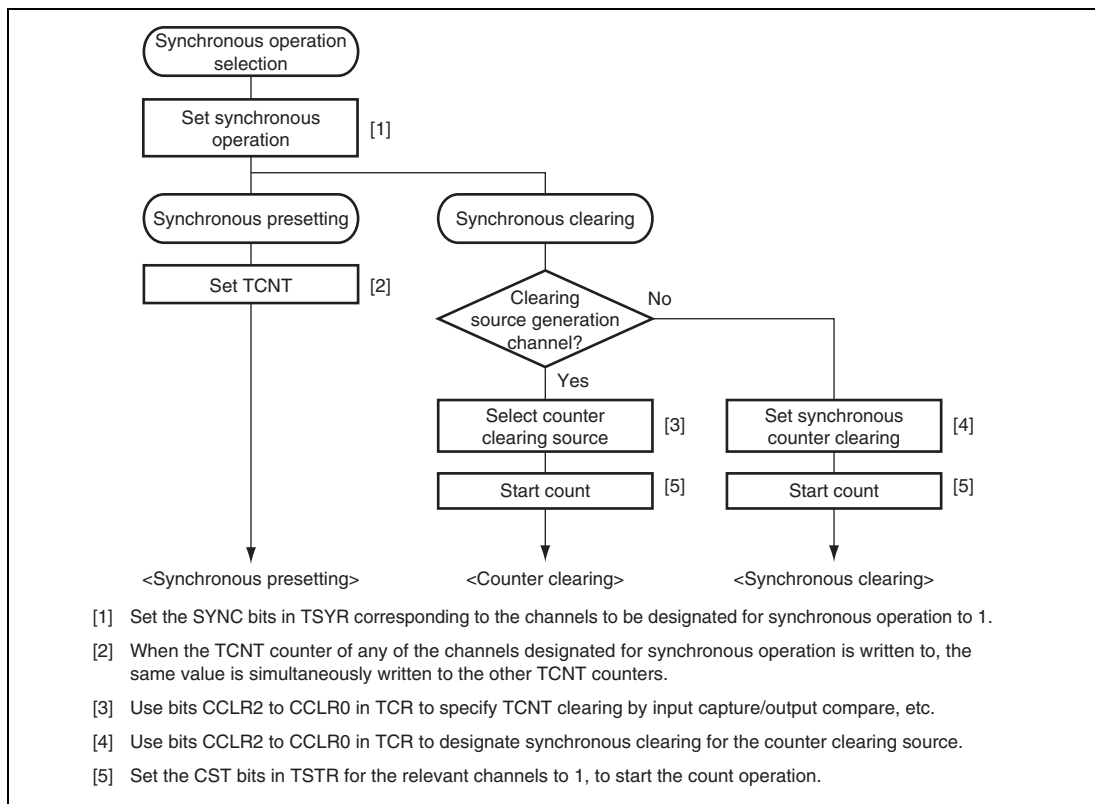 Synchronous operation
selection
Set synchronous
operation
[1]
Synchronous presetting
Synchronous clearing
Set TCNT
[2]
Clearing
source generation
channel?
No
Yes
Select counter
clearing source
[3]
Set synchronous
counter clearing
[4]
Start count
[5]
Start count
[5]
<Synchronous presetting>
<Counter clearing>
<Synchronous clearing>
[1] Set the SYNC bits in TSYR corresponding to the channels to be designated for synchronous operation to 1.
[2] When the TCNT counter of any of the channels designated for synchronous operation is written to, the
same value is simultaneously written to the other TCNT counters.
[3] Use bits CCLR2 to CCLR0 in TCR to specify TCNT clearing by input capture/output compare, etc.
[4] Use bits CCLR2 to CCLR0 in TCR to designate synchronous clearing for the counter clearing source.
[5] Set the CST bits in TSTR for the relevant channels to 1, to start the count operation.